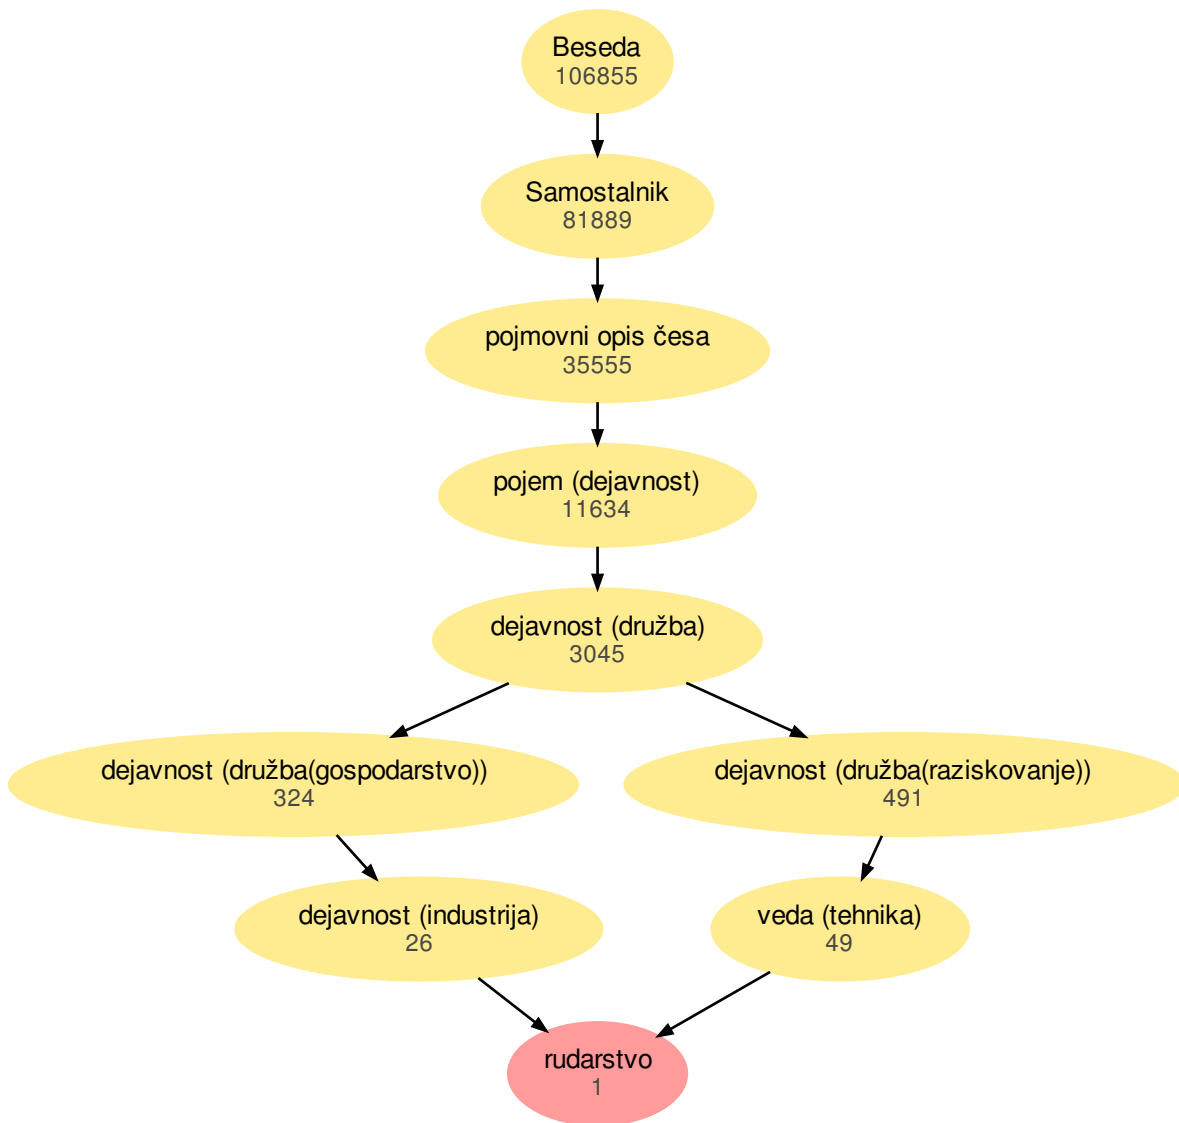 Beseda
106855
Samostalnik
81889
pojmovni opis česa
35555
pojem (dejavnost)
11634
dejavnost (družba)
3045
dejavnost (družba(gospodarstvo))
324
dejavnost (družba(raziskovanje))
491
dejavnost (industrija)
26
veda (tehnika)
49
rudarstvo
1